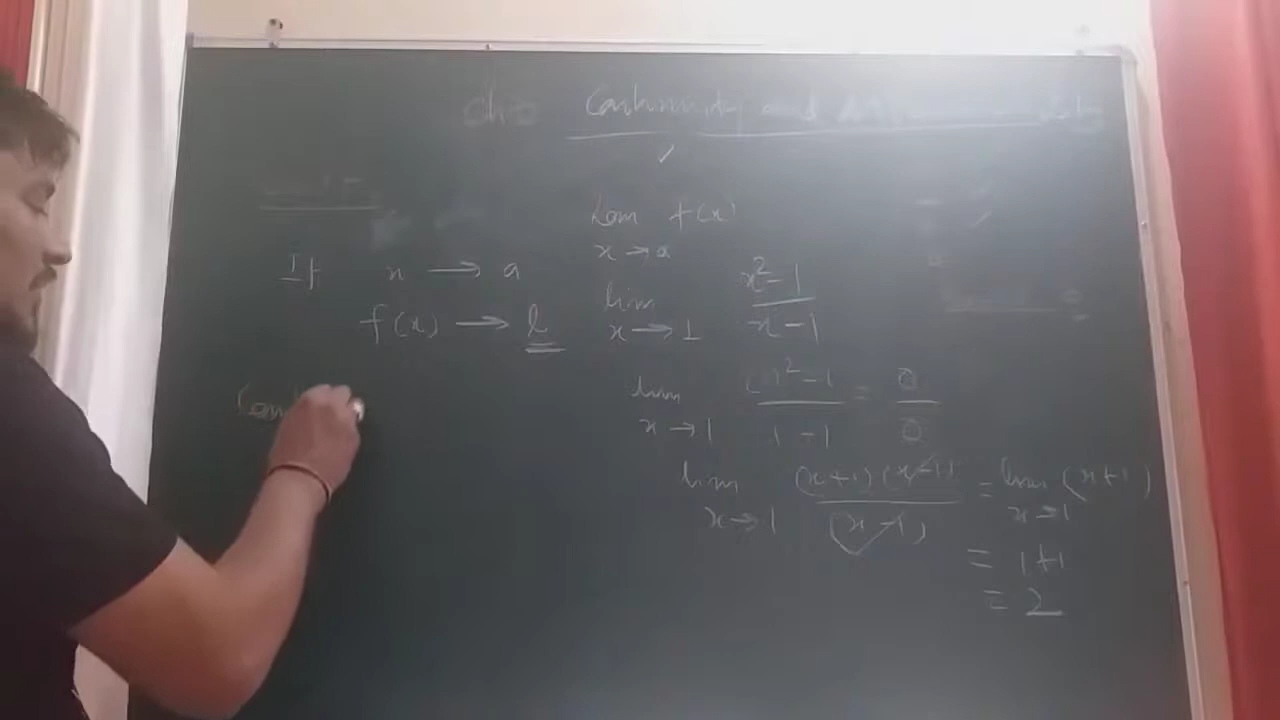 Continuity and
lim f(x)
x → a
If x → a
f(x) → l
lim x² - 1
x → 1 x - 1
lim (1)² - 1 = 0
x → 1 1 - 1 0
lim (x+1) (x-1) = lim (x+1)
x → 1 (x-1) x → 1
= 1+1
= 2